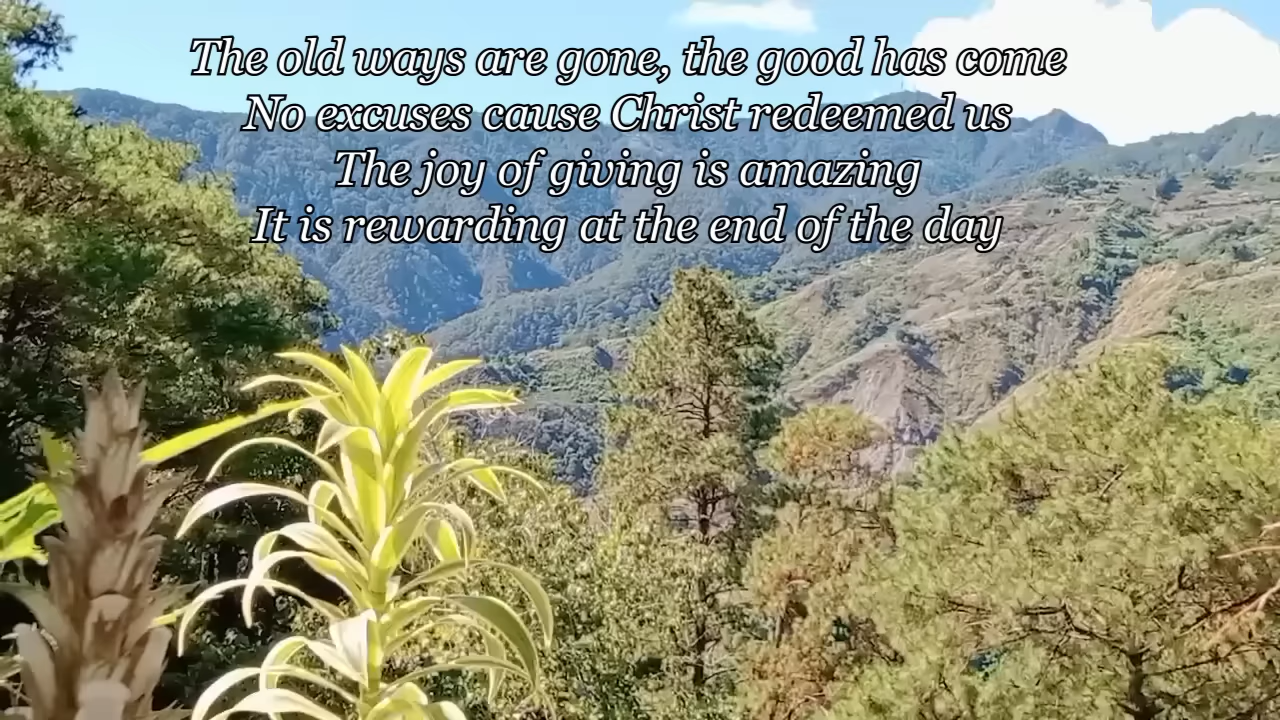 The old ways are gone, the good has come
No excuses cause Christ redeemed us
The joy of giving is amazing
It is rewarding at the end of the day